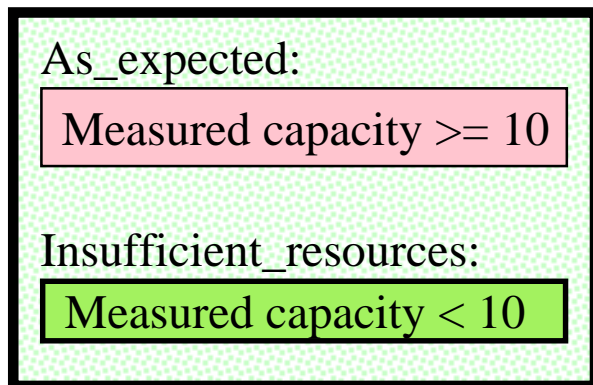 As_expected:
Measured capacity >= 10
Insufficient_resources:
Measured capacity < 10